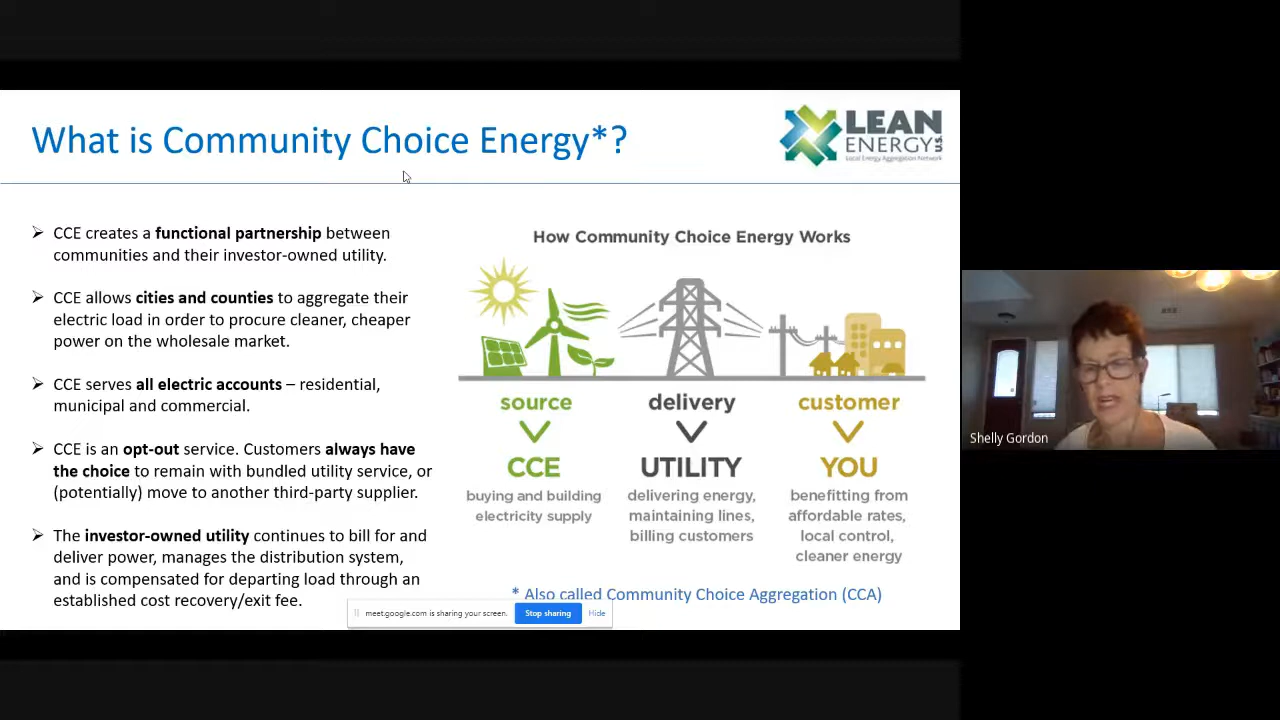 What is Community Choice Energy*?
LEAN
ENERGY U.S.
Local Energy Aggregation Network
➢ CCE creates a functional partnership between
communities and their investor-owned utility.
➢ CCE allows cities and counties to aggregate their
electric load in order to procure cleaner, cheaper
power on the wholesale market.
➢ CCE serves all electric accounts – residential,
municipal and commercial.
➢ CCE is an opt-out service. Customers always have
the choice to remain with bundled utility service, or
(potentially) move to another third-party supplier.
➢ The investor-owned utility continues to bill for and
deliver power, manages the distribution system,
and is compensated for departing load through an
established cost recovery/exit fee.
How Community Choice Energy Works
source
CCE
buying and building
electricity supply
delivery
UTILITY
delivering energy,
maintaining lines,
billing customers
customer
YOU
benefitting from
affordable rates,
local control,
cleaner energy
* Also called Community Choice Aggregation (CCA)
meet.google.com is sharing your screen.
Stop sharing
Hide
Shelly Gordon